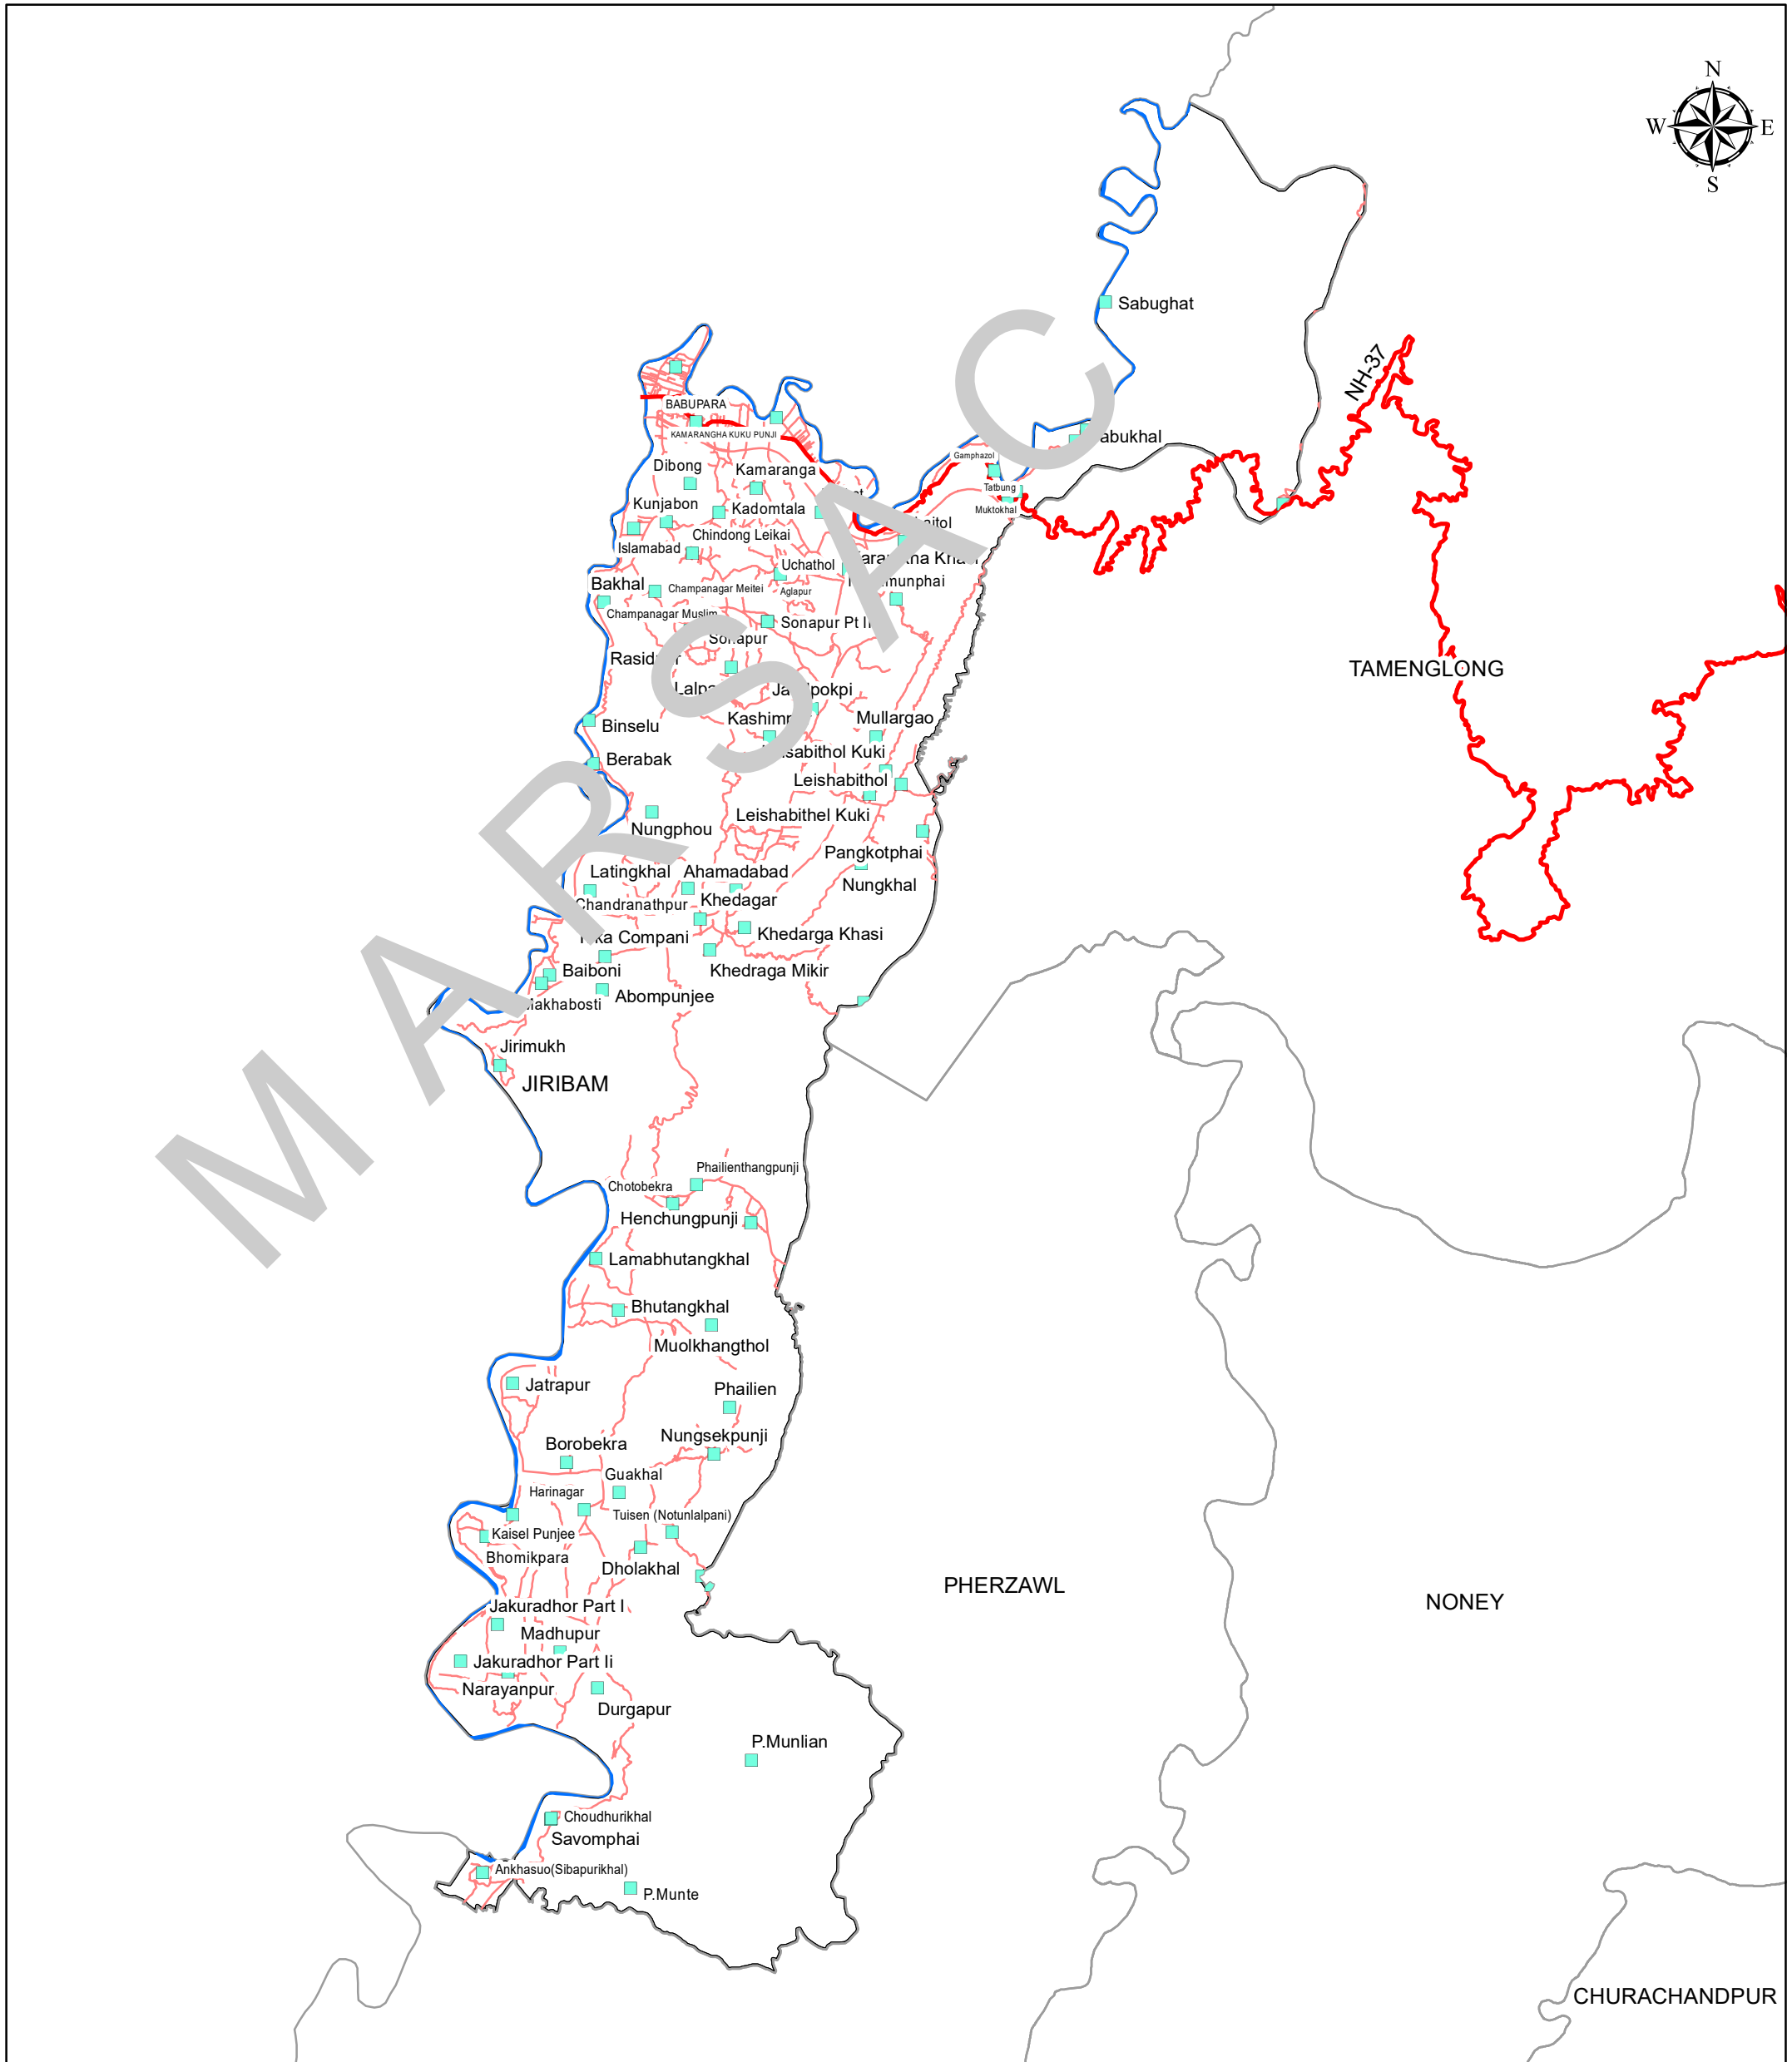 N
W E
S
Sabughat
NH-37
BABUPARA
KAMARANGHA KUKU PUNJI
Gamphazol
Dibong
Kamaranga
Tatbung
Kunjabon
Kadomtala
Muktokhal
Chindong Leikai
Islamabad
Uchathol
Bakhal
Champanagar Meitei
Aglapur
Champanagar Muslim
Sonapur Pt II
Sonapur
TAMENGLONG
Mullargao
Binselu
Berabak
Leishabithol
Leishabithel Kuki
Nungphou
Pangkotphai
Latingkhal
Ahamadabad
Nungkhal
Chandranathpur
Khedagar
Khedarga Khasi
Baiboni
Khedraga Mikir
Abompunjee
Jirimukh
JIRIBAM
Phailienthangpunji
Chotobekra
Henchungpunji
Lamabhutangkhal
Bhutangkhal
Muolkhangthol
Jatrapur
Phailien
Nungsekpunji
Borobekra
Guakhal
Harinagar
Tuisen (Notunlalpani)
Kaisel Punjee
Bhomikpara
Dholakhal
PHERZAWL
NONEY
Jakuradhor Part I
Madhupur
Jakuradhor Part Ii
Narayanpur
Durgapur
P.Munlian
Choudhurikhal
Savomphai
Ankhasuo(Sibapurikhal)
P.Munte
CHURACHANDPUR
MARSAC